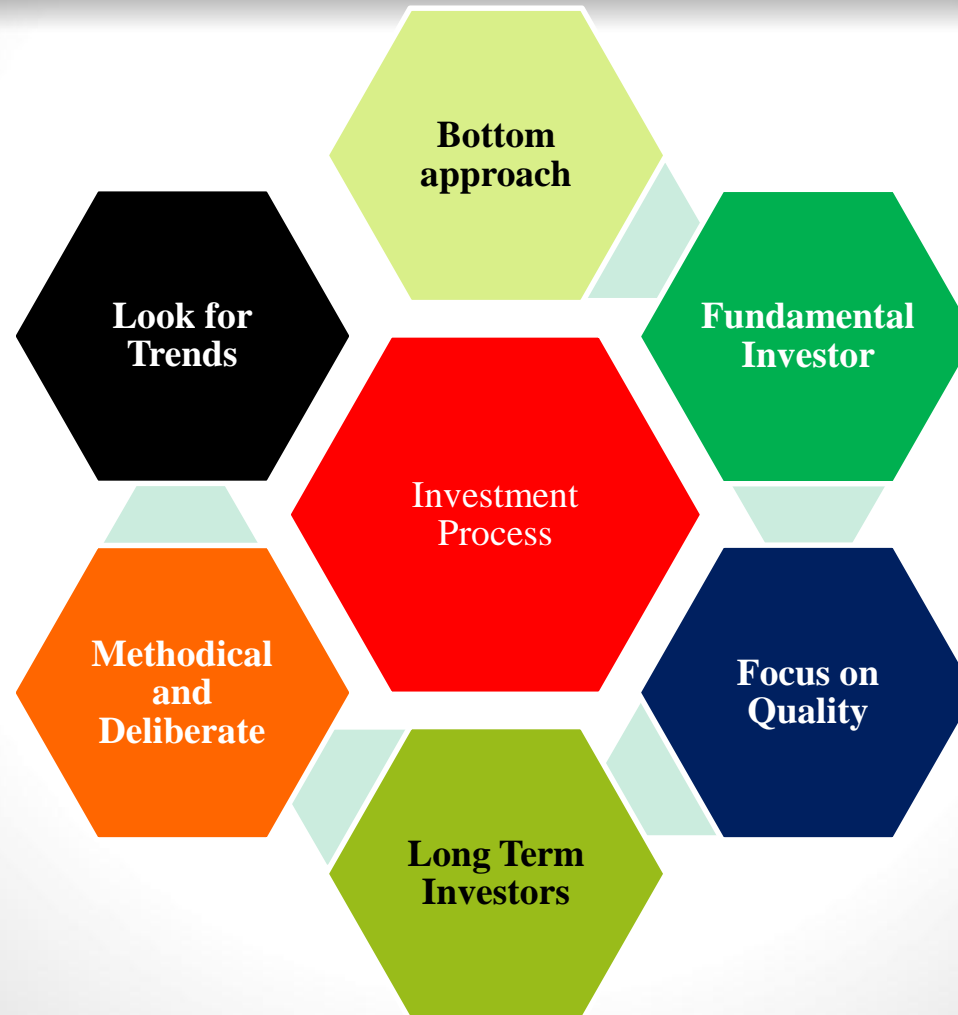 Bottom
approach
Fundamental
Investor
Focus on
Quality
Long Term
Investors
Methodical
and
Deliberate
Look for
Trends
Investment
Process